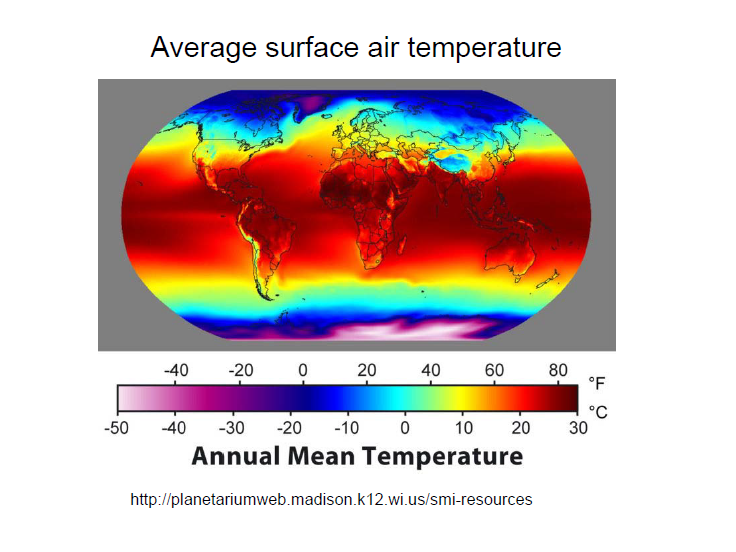 Average surface air temperature
-40 -20 0 20 40 60 80 °F
-50 -40 -30 -20 -10 0 10 20 30 °C
Annual Mean Temperature
http://planetariumweb.madison.k12.wi.us/smi-resources